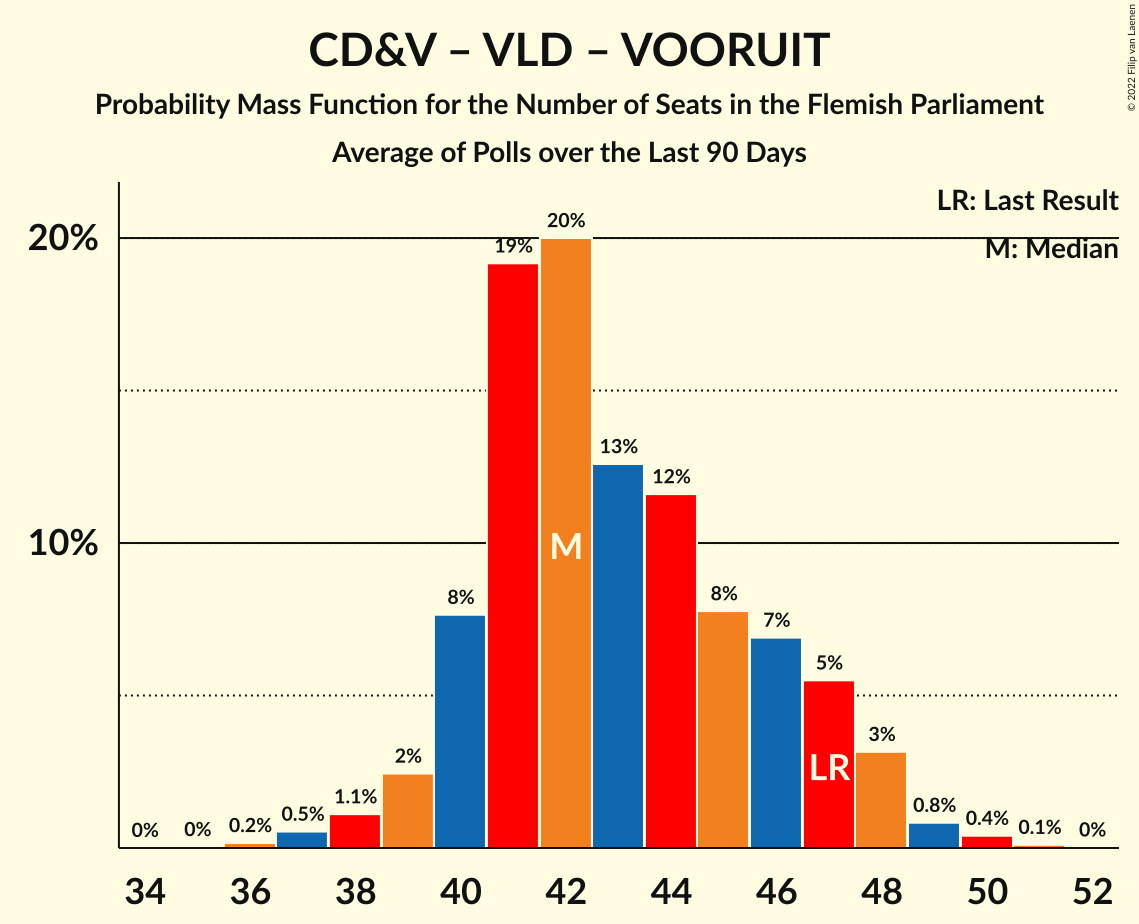 © 2022 Filip van Laenen
CD&V – VLD – VOORUIT
Probability Mass Function for the Number of Seats in the Flemish Parliament
Average of Polls over the Last 90 Days
LR: Last Result
M: Median
20%
10%
0%
0%
0.2%
0.5%
1.1%
2%
8%
19%
20%
13%
12%
8%
7%
5%
3%
0.8%
0.4%
0.1%
0%
M
LR
34 36 38 40 42 44 46 48 50 52